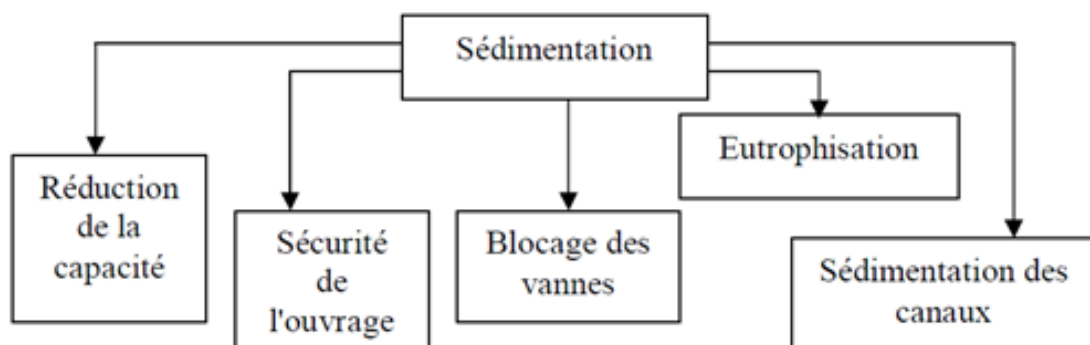 Sédimentation
Eutrophisation
Réduction
de la
capacité
Sécurité
de
l'ouvrage
Blocage des
vannes
Sédimentation des
canaux